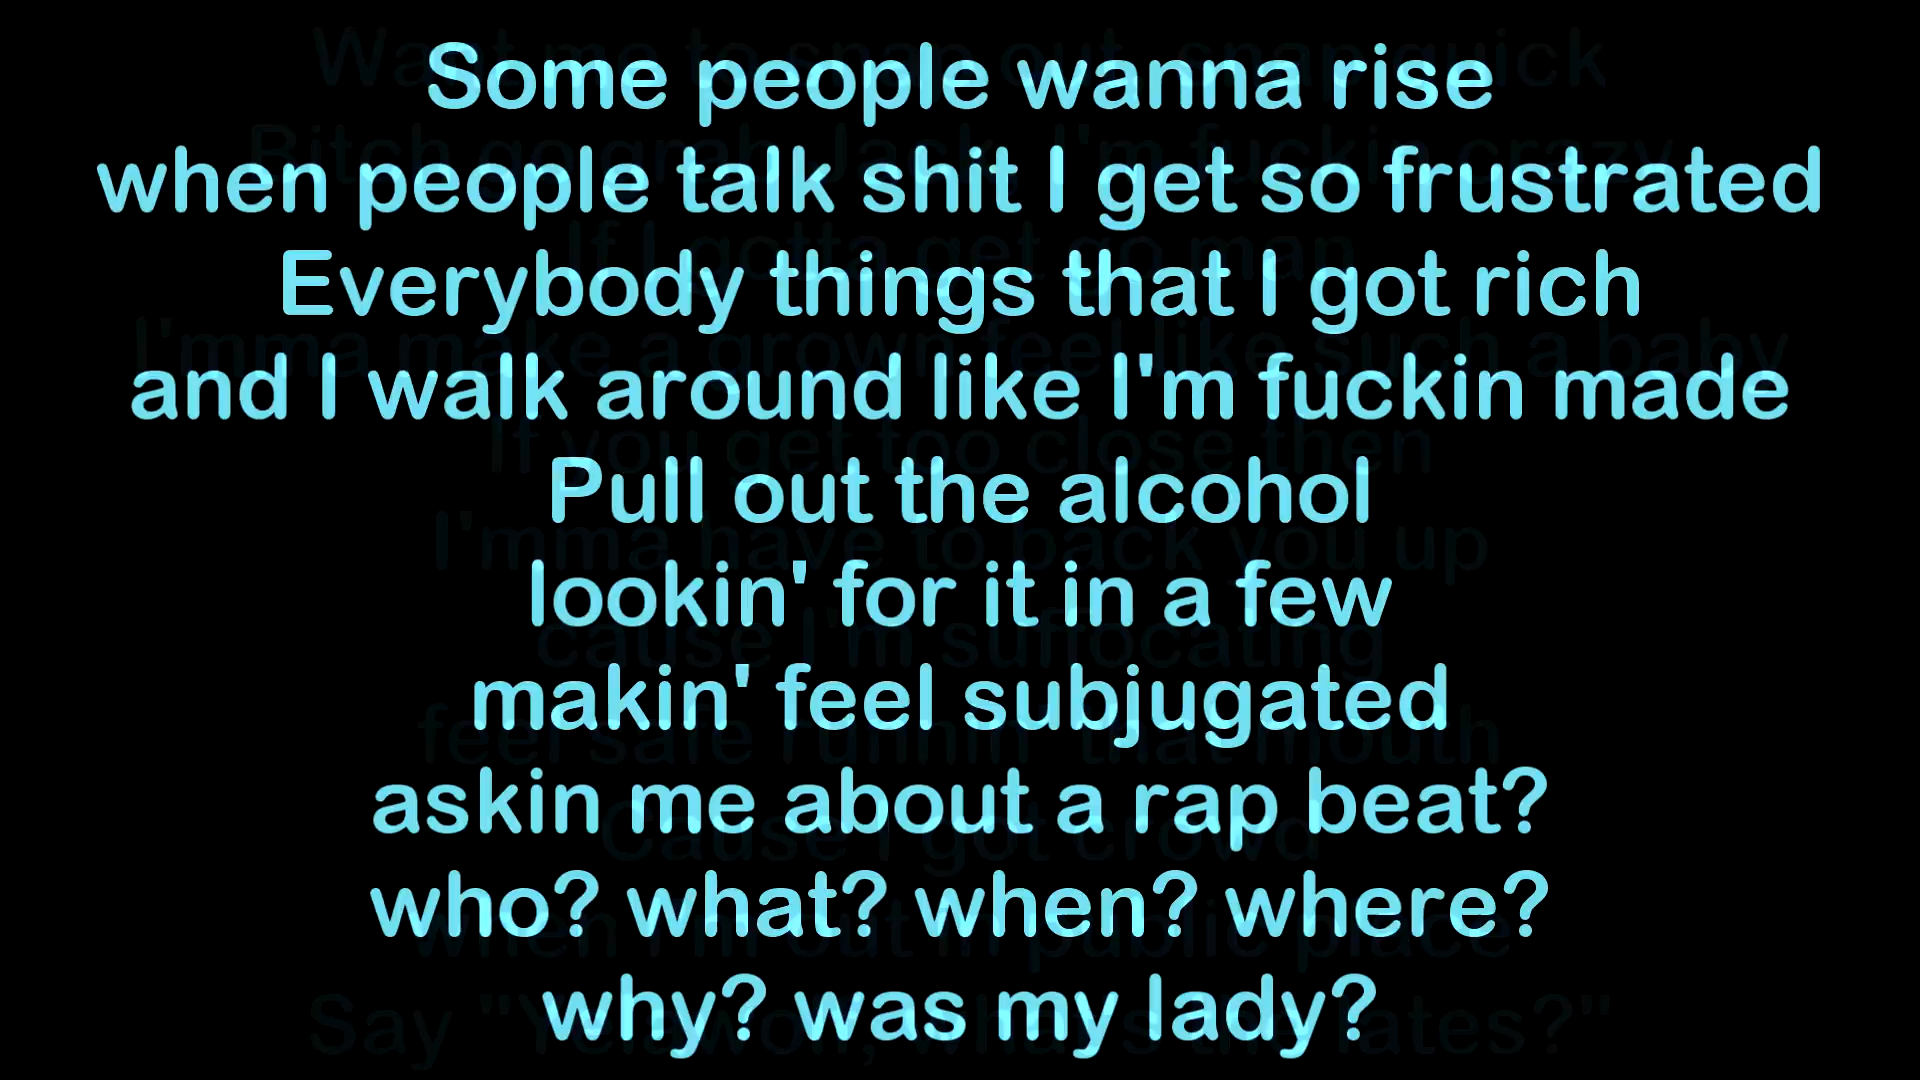 Some people wanna rise
when people talk shit I get so frustrated
Everybody things that I got rich
and I walk around like I'm fuckin made
Pull out the alcohol
lookin' for it in a few
makin' feel subjugated
askin me about a rap beat?
who? what? when? where?
why? was my lady?